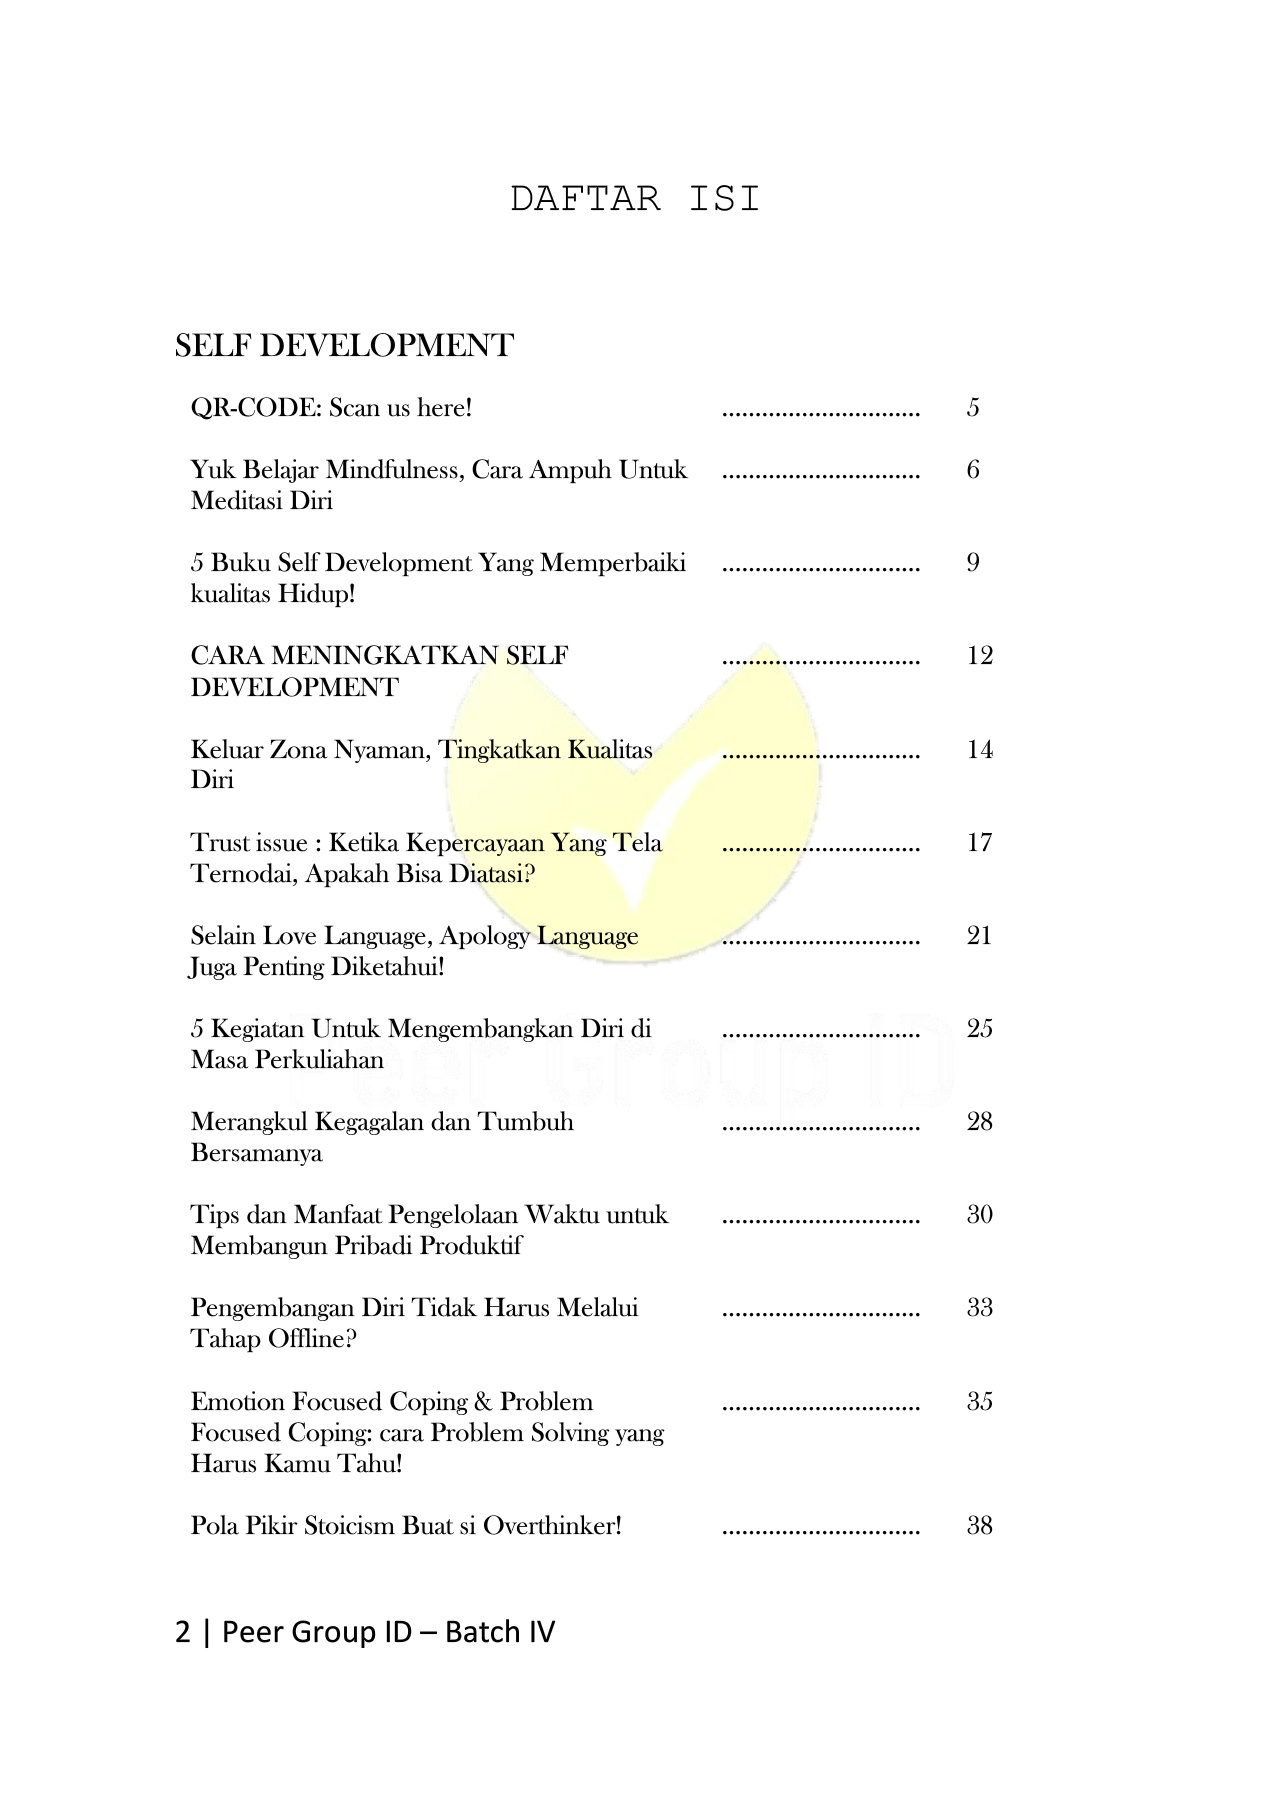 DAFTAR ISI
SELF DEVELOPMENT
QR-CODE: Scan us here! .............................. 5
Yuk Belajar Mindfulness, Cara Ampuh Untuk .............................. 6
Meditasi Diri
5 Buku Self Development Yang Memperbaiki .............................. 9
kualitas Hidup!
CARA MENINGKATKAN SELF .............................. 12
DEVELOPMENT
Keluar Zona Nyaman, Tingkatkan Kualitas .............................. 14
Diri
Trust issue : Ketika Kepercayaan Yang Tela .............................. 17
Ternodai, Apakah Bisa Diatasi?
Selain Love Language, Apology Language .............................. 21
Juga Penting Diketahui!
5 Kegiatan Untuk Mengembangkan Diri di .............................. 25
Masa Perkuliahan
Peer Group ID
Merangkul Kegagalan dan Tumbuh .............................. 28
Bersamanya
Tips dan Manfaat Pengelolaan Waktu untuk .............................. 30
Membangun Pribadi Produktif
Pengembangan Diri Tidak Harus Melalui .............................. 33
Tahap Offline?
Emotion Focused Coping & Problem .............................. 35
Focused Coping: cara Problem Solving yang
Harus Kamu Tahu!
Pola Pikir Stoicism Buat si Overthinker! .............................. 38
2 | Peer Group ID – Batch IV